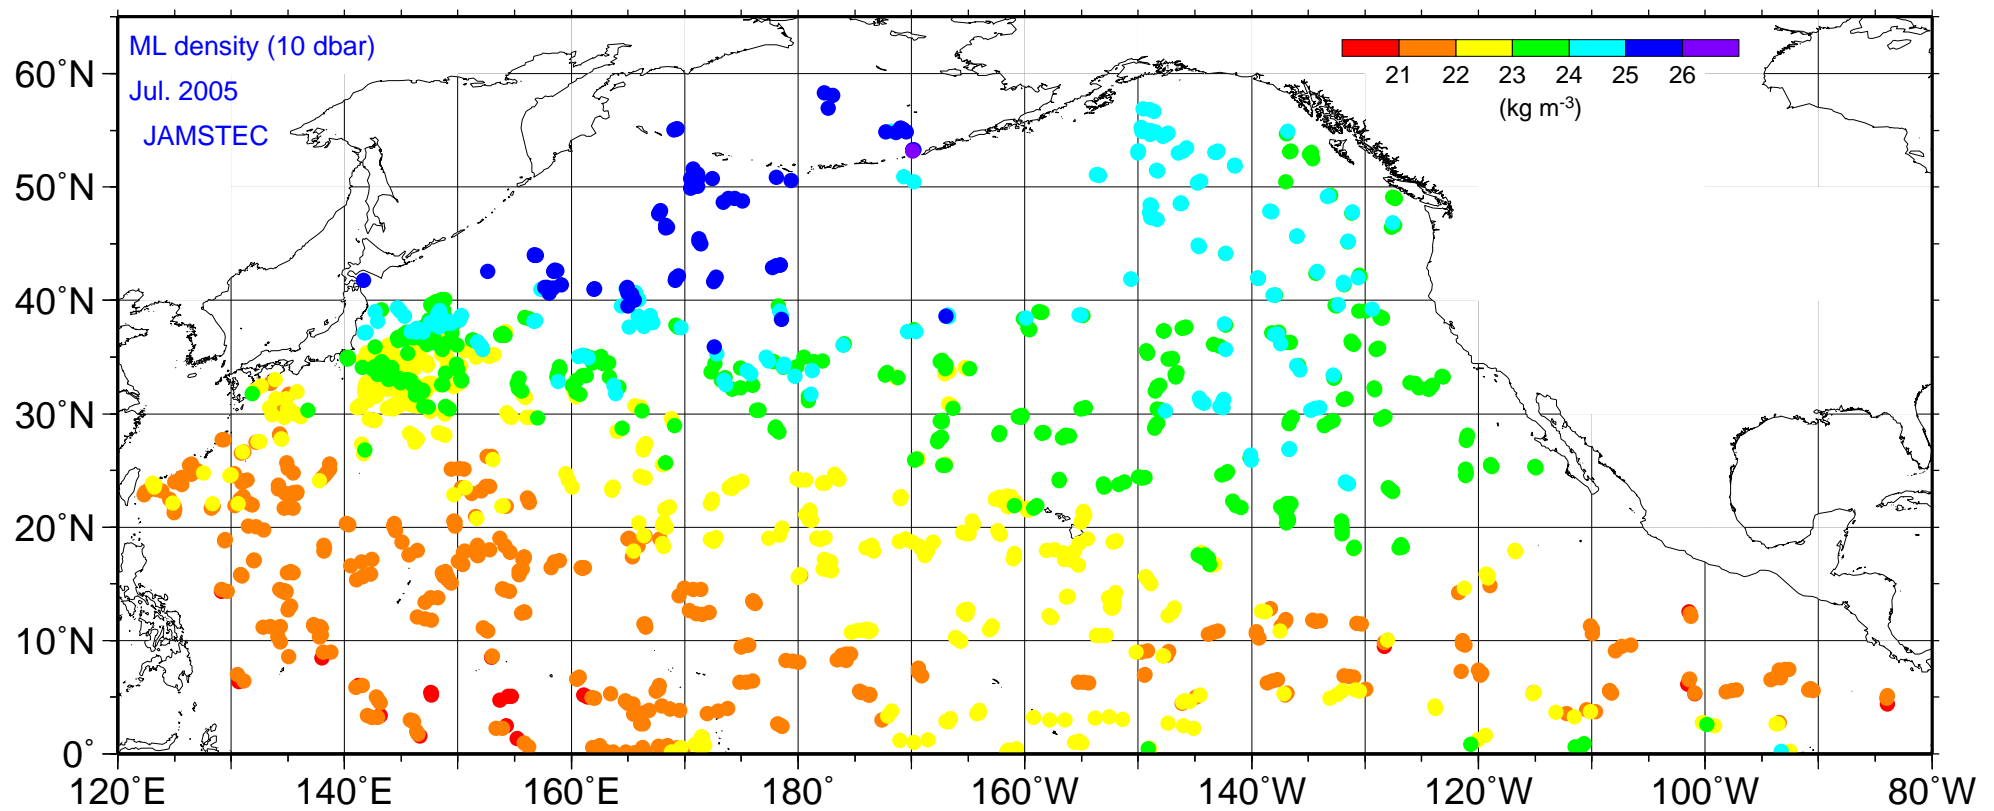 ML density (10 dbar)
Jul. 2005
JAMSTEC
21 22 23 24 25 26
(kg m-3)
60˚N
50˚N
40˚N
30˚N
20˚N
10˚N
0˚
120˚E 140˚E 160˚E 180˚ 160˚W 140˚W 120˚W 100˚W 80˚W